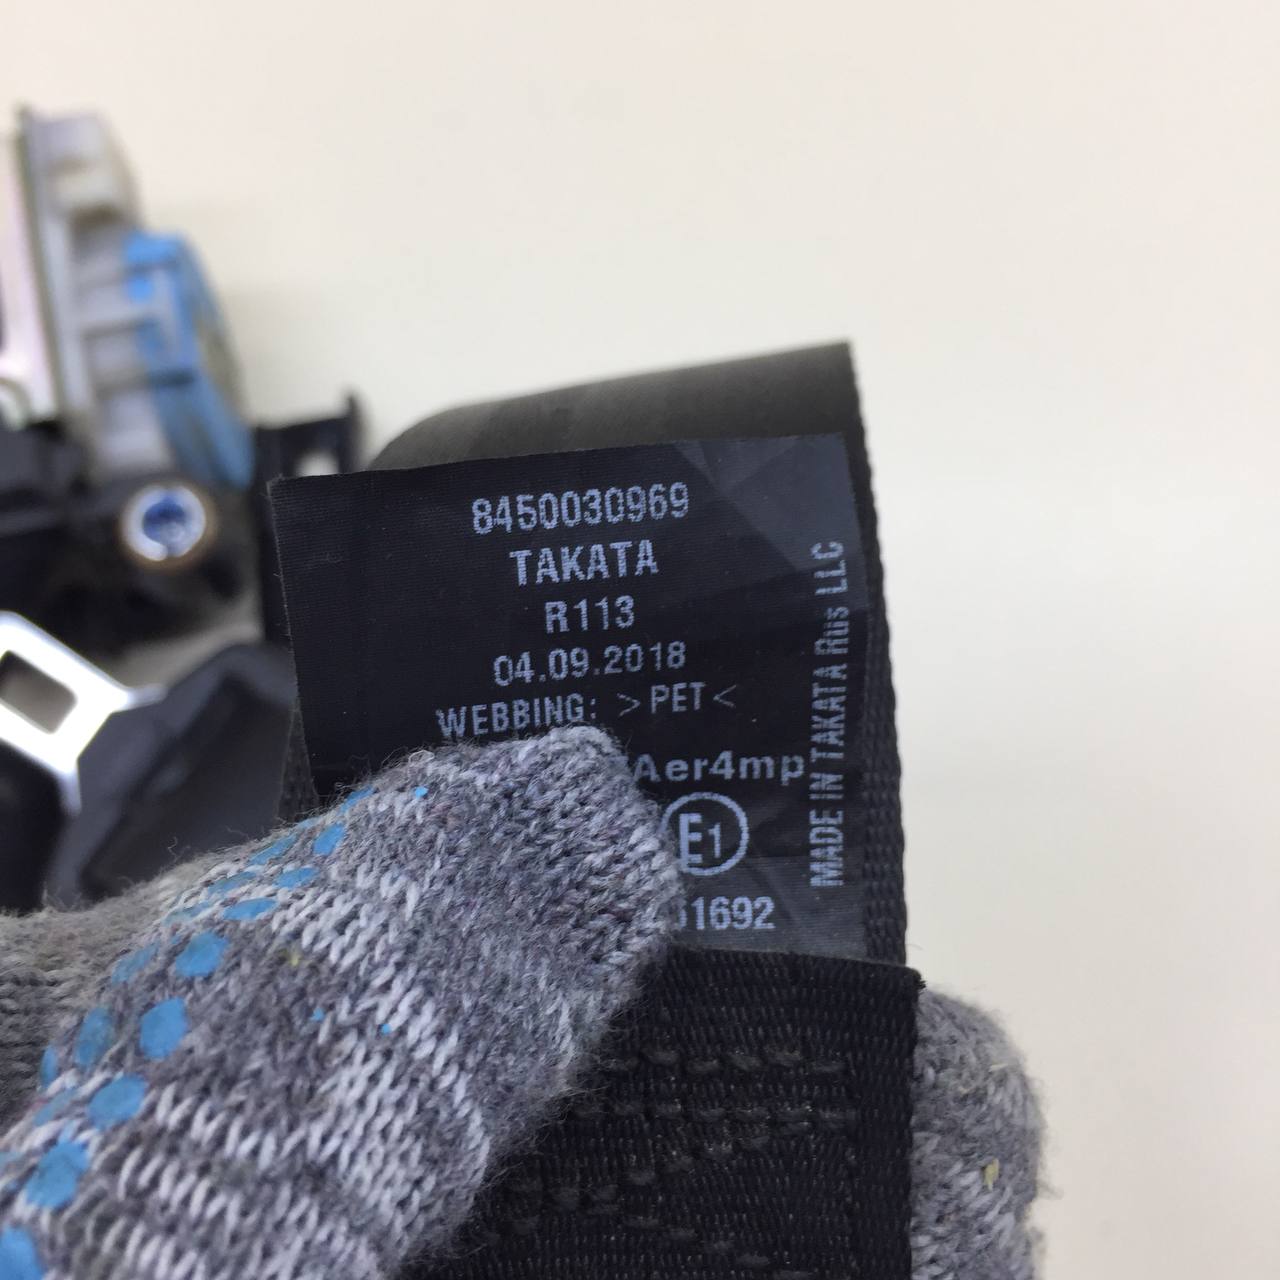 8450030969
TAKATA
R113
04.09.2018
WEBBING: >PET<
Aer4mp
E1
1692
MADE IN TAKATA Rus LLC